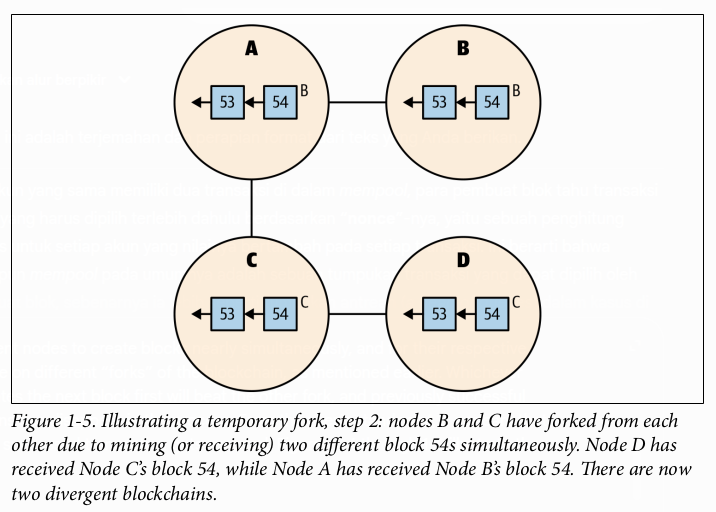 A
B
53 54 B
53 54 B
C
D
53 54 C
53 54 C
Figure 1-5. Illustrating a temporary fork, step 2: nodes B and C have forked from each
other due to mining (or receiving) two different block 54s simultaneously. Node D has
received Node C’s block 54, while Node A has received Node B’s block 54. There are now
two divergent blockchains.